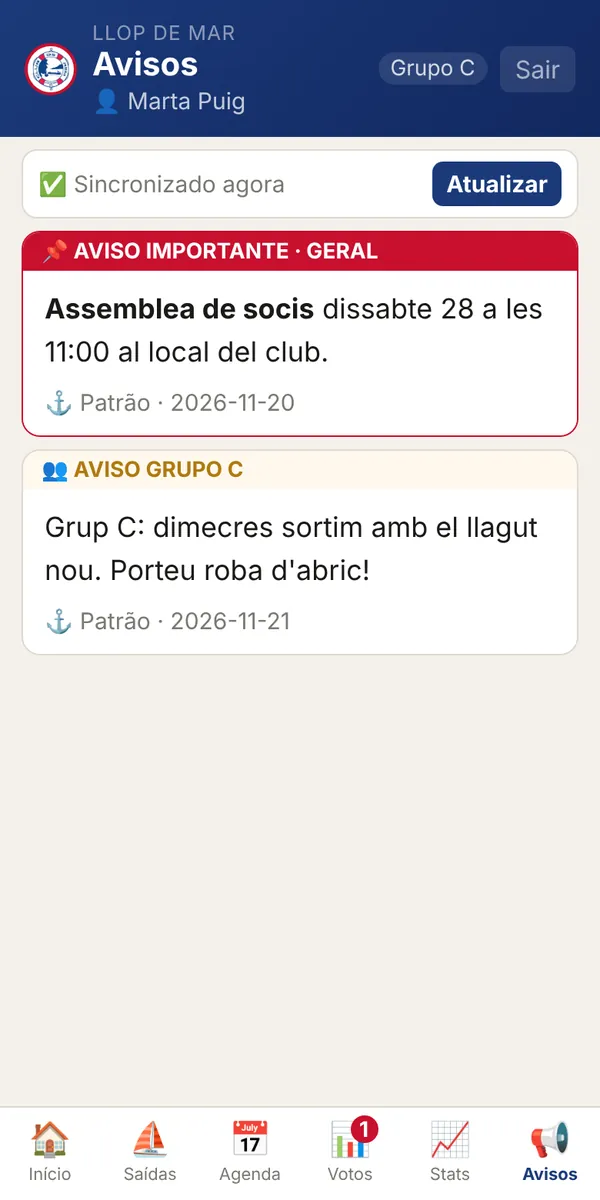 LLOP DE MAR
Avisos
Marta Puig
Grupo C
Sair
Sincronizado agora
Atualizar
AVISO IMPORTANTE · GERAL
Assemblea de socis dissabte 28 a les
11:00 al local del club.
Patrão · 2026-11-20
AVISO GRUPO C
Grup C: dimecres sortim amb el llagut
nou. Porteu roba d'abric!
Patrão · 2026-11-21
July
17
1
Início
Saídas
Agenda
Votos
Stats
Avisos